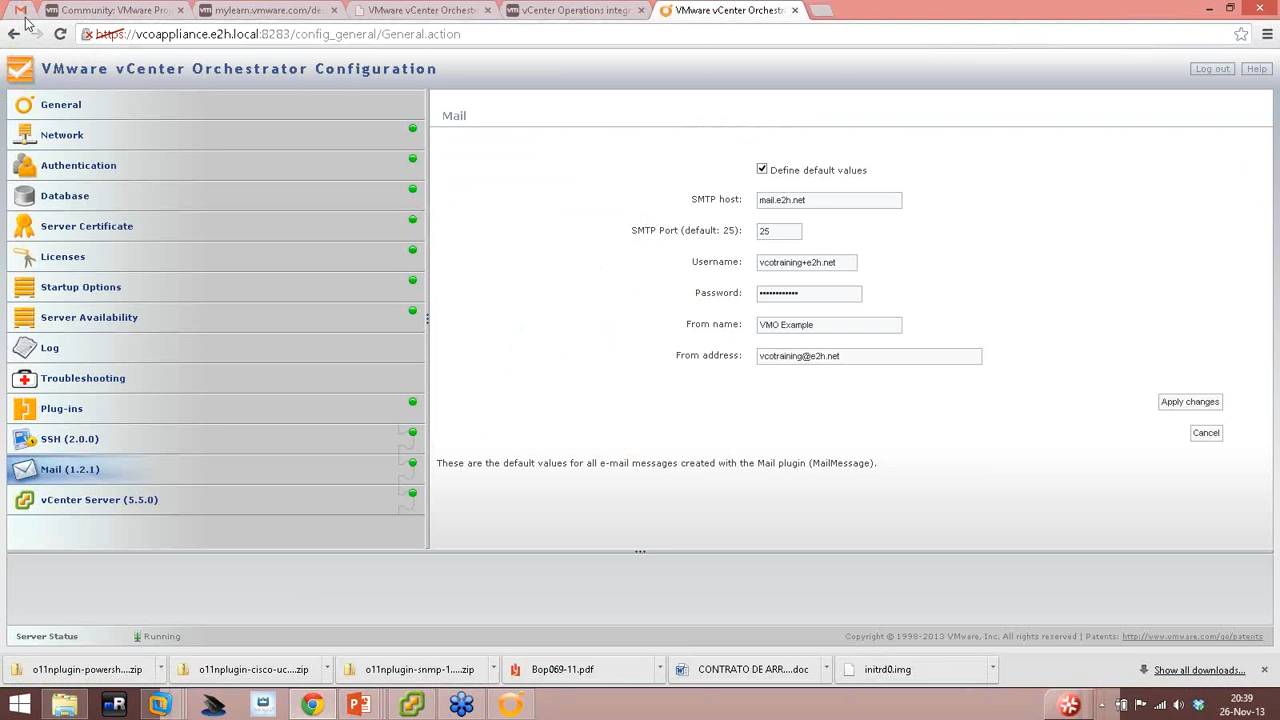 Community: VMware Pro
mylearn.vmware.com/de
VMware vCenter Orchestr
vCenter Operations integ
VMware vCenter Orchestr
https://vcoappliance.e2h.local:8283/config_general/General.action
VMware vCenter Orchestrator Configuration
Log out
Help
General
Network
Authentication
Database
Server Certificate
Licenses
Startup Options
Server Availability
Log
Troubleshooting
Plug-ins
SSH (2.0.0)
Mail (1.2.1)
vCenter Server (5.5.0)
Mail
Define default values
SMTP host: mail.e2h.net
SMTP Port (default: 25): 25
Username: vcotraining+e2h.net
Password: ••••••••••••
From name: VMO Example
From address: vcotraining@e2h.net
Apply changes
Cancel
These are the default values for all e-mail messages created with the Mail plugin (MailMessage).
Server Status
Running
Copyright © 1998-2013 VMware, Inc. All rights reserved | Patents: http://www.vmware.com/go/patents
o11nplugin-powersh....zip
o11nplugin-cisco-uc....zip
o11nplugin-snmp-1....zip
Bop069-11.pdf
CONTRATO DE ARR....doc
initrd0.img
Show all downloads...
20:39
26-Nov-13